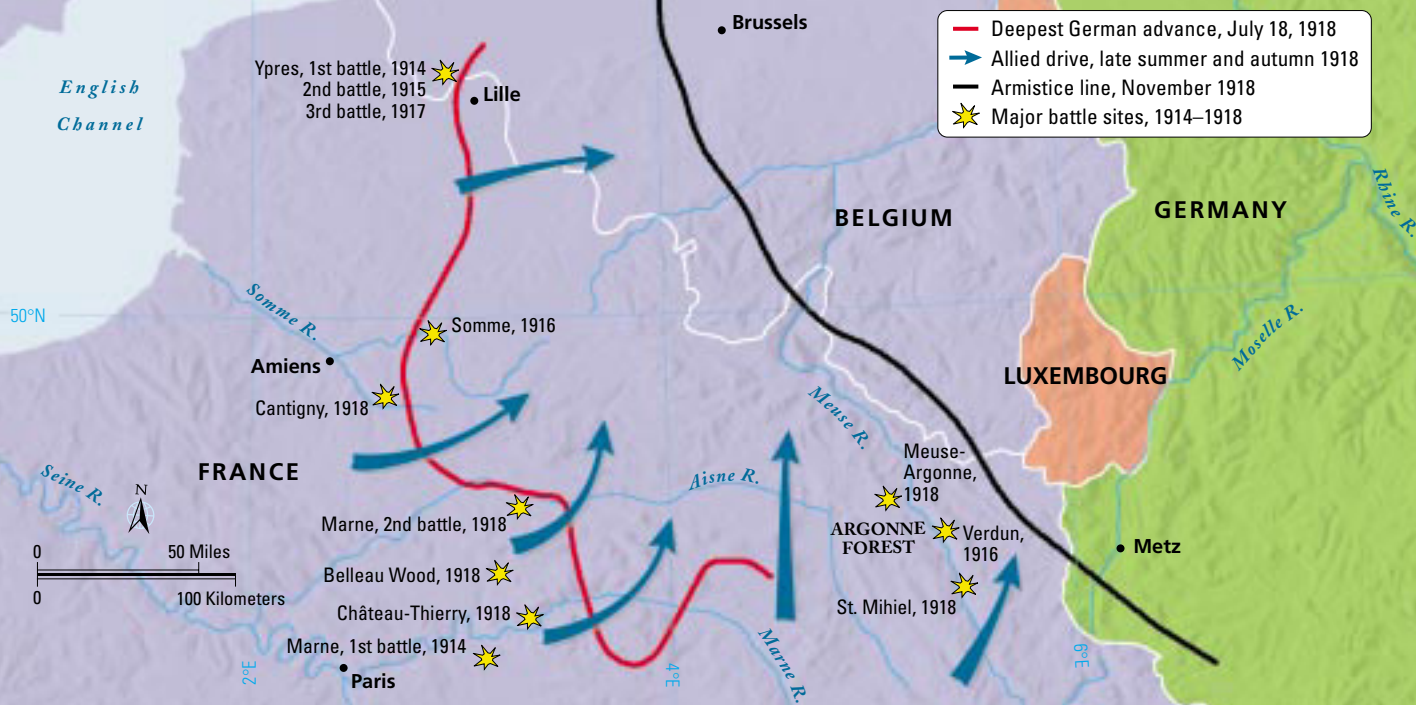 Brussels
Deepest German advance, July 18, 1918
Allied drive, late summer and autumn 1918
Armistice line, November 1918
Major battle sites, 1914–1918
English
Channel
Ypres, 1st battle, 1914
2nd battle, 1915
3rd battle, 1917
Lille
BELGIUM
GERMANY
Rhine R.
50°N
Somme R.
Somme, 1916
Amiens
Cantigny, 1918
LUXEMBOURG
Moselle R.
Meuse R.
FRANCE
Seine R.
N
Aisne R.
Meuse-
Argonne,
1918
ARGONNE
FOREST
Verdun,
1916
Metz
Marne, 2nd battle, 1918
0 50 Miles
0 100 Kilometers
Belleau Wood, 1918
Château-Thierry, 1918
St. Mihiel, 1918
Marne, 1st battle, 1914
Paris
Marne R.
2°E
4°E
6°E